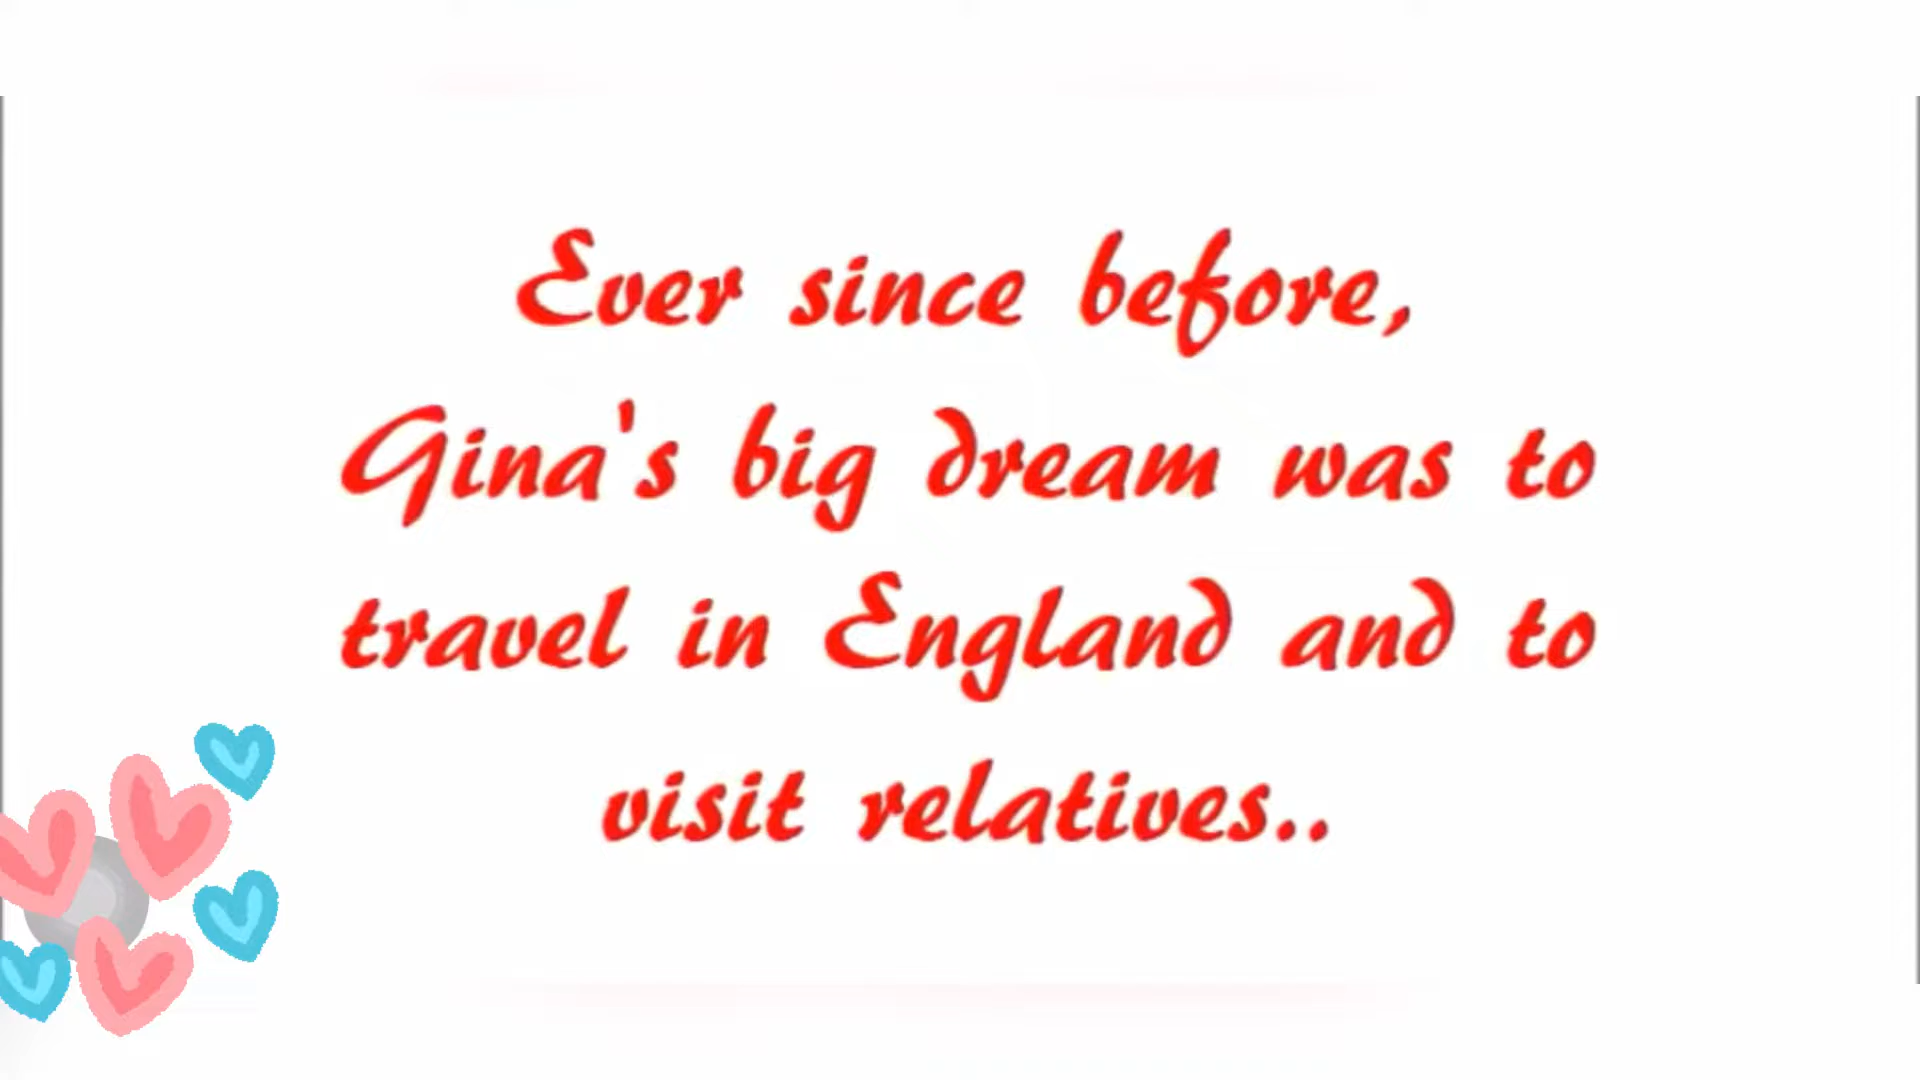 Ever since before,
Gina's big dream was to
travel in England and to
visit relatives..